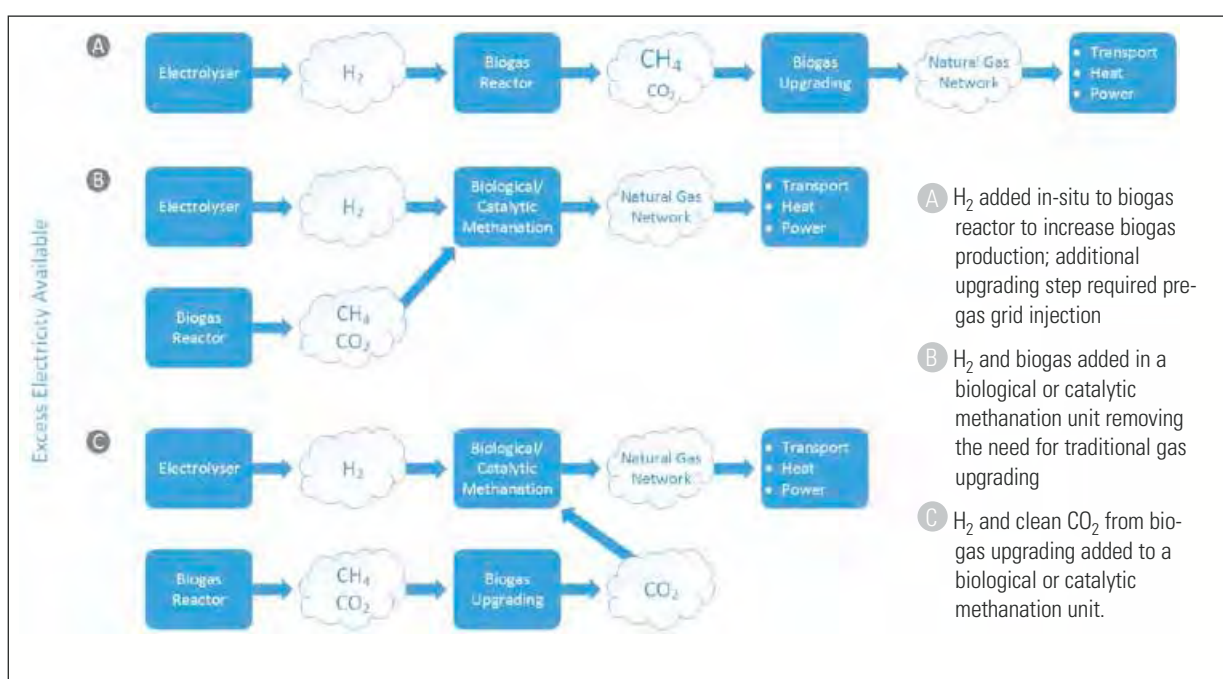 A
Electrolyser
H2
Biogas
Reactor
CH4
CO2
Biogas
Upgrading
Natural Gas
Network
• Transport
• Heat
• Power
B
Electrolyser
H2
Biological/
Catalytic
Methanation
Natural Gas
Network
• Transport
• Heat
• Power
Biogas
Reactor
CH4
CO2
C
Electrolyser
H2
Biological/
Catalytic
Methanation
Natural Gas
Network
• Transport
• Heat
• Power
Biogas
Reactor
CH4
CO2
Biogas
Upgrading
CO2
Excess Electricity Available
A H2 added in-situ to biogas
reactor to increase biogas
production; additional
upgrading step required pre-
gas grid injection
B H2 and biogas added in a
biological or catalytic
methanation unit removing
the need for traditional gas
upgrading
C H2 and clean CO2 from bio-
gas upgrading added to a
biological or catalytic
methanation unit.